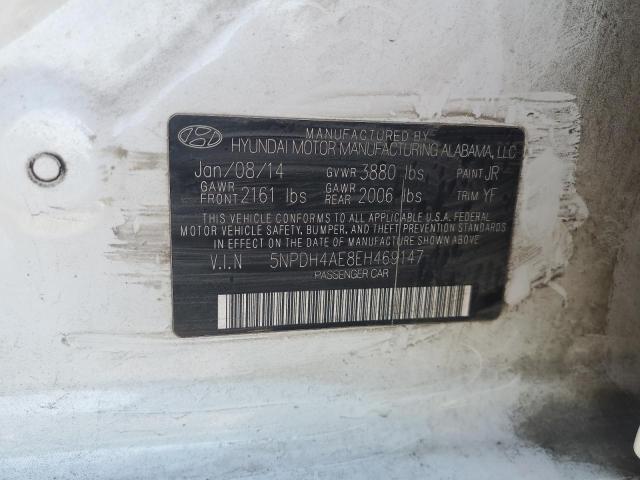 MANUFACTURED BY
HYUNDAI MOTOR MANUFACTURING ALABAMA, LLC
Jan/08/14 GVWR 3880 lbs PAINT JR
GAWR FRONT 2161 lbs GAWR REAR 2006 lbs TRIM YF
THIS VEHICLE CONFORMS TO ALL APPLICABLE U.S.A. FEDERAL
MOTOR VEHICLE SAFETY, BUMPER, AND THEFT PREVENTION
STANDARDS IN EFFECT ON THE DATE OF MANUFACTURE SHOWN ABOVE.
V.I.N 5NPDH4AE8EH469147
PASSENGER CAR